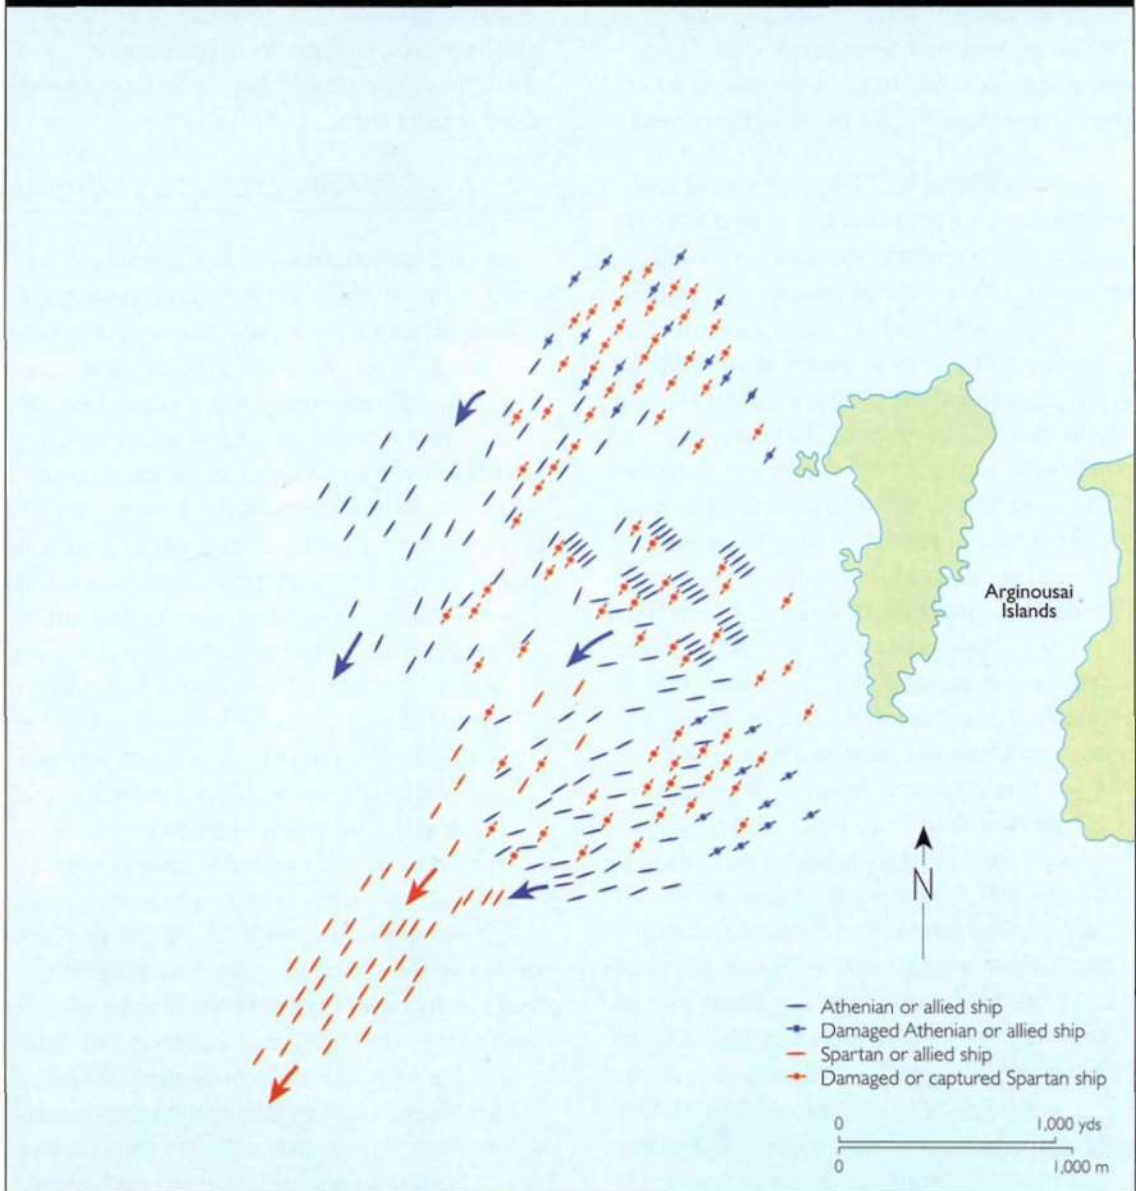 Arginousai
Islands
N
Athenian or allied ship
Damaged Athenian or allied ship
Spartan or allied ship
Damaged or captured Spartan ship
0 1,000 yds
0 1,000 m